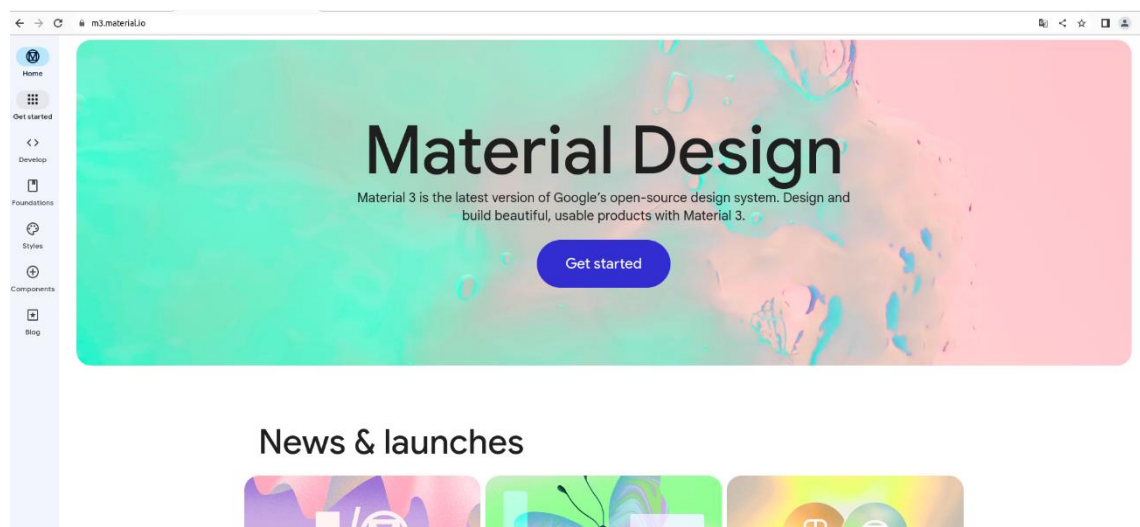 m3.material.io
Home
Get started
Develop
Foundations
Styles
Components
Blog
Material Design
Material 3 is the latest version of Google's open-source design system. Design and
build beautiful, usable products with Material 3.
Get started
News & launches